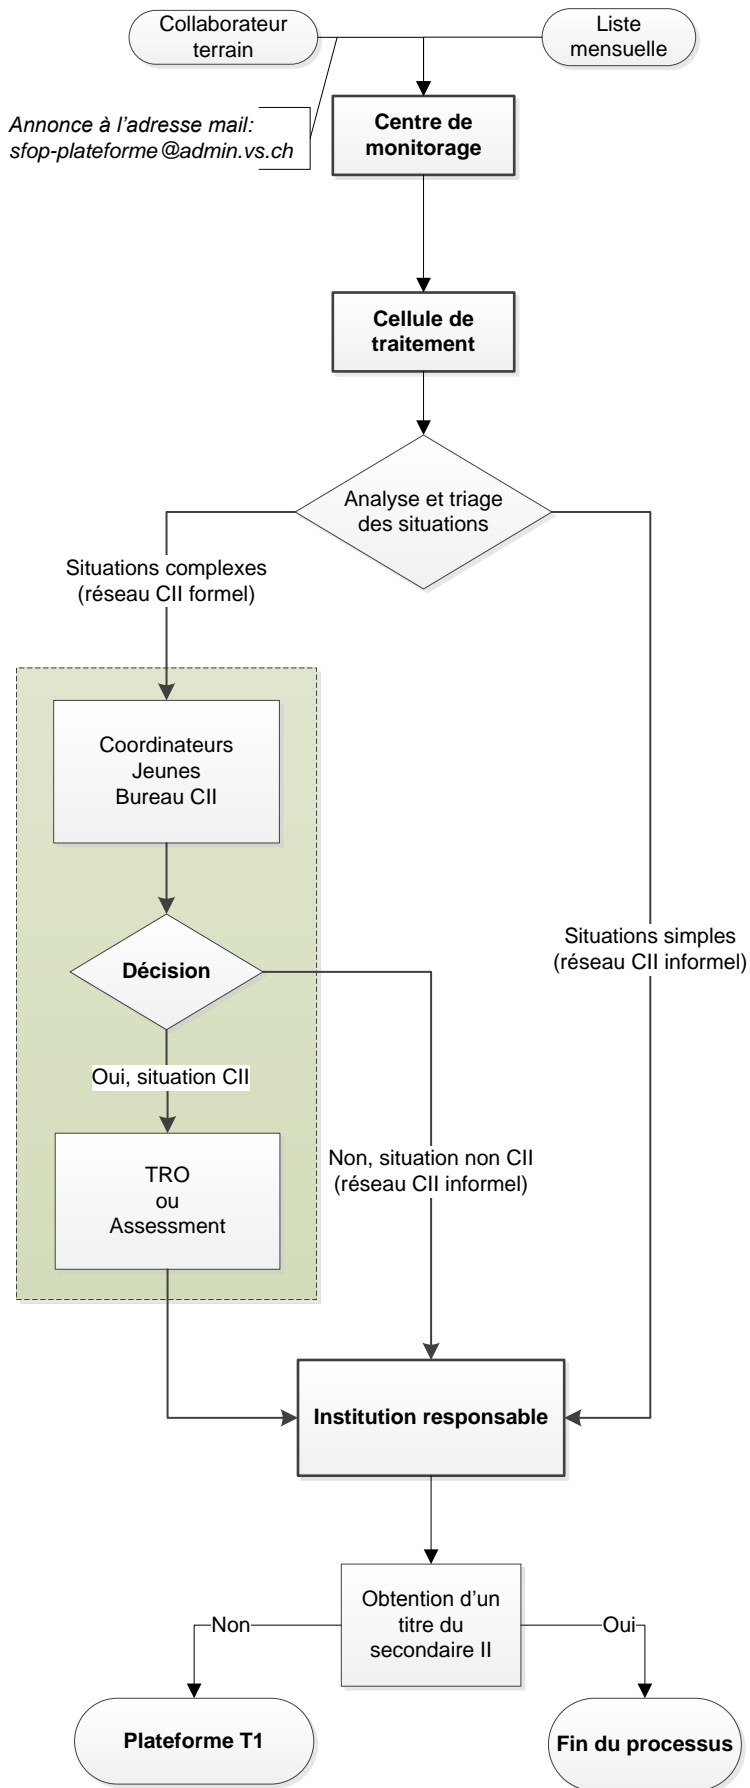 Collaborateur
terrain
Liste
mensuelle
Annonce à l'adresse mail:
sfop-plateforme@admin.vs.ch
Centre de
monitorage
Cellule de
traitement
Analyse et triage
des situations
Situations complexes
(réseau CII formel)
Coordinateurs
Jeunes
Bureau CII
Situations simples
(réseau CII informel)
Décision
Oui, situation CII
Non, situation non CII
(réseau CII informel)
TRO
ou
Assessment
Institution responsable
Obtention d'un
titre du
secondaire II
Non
Oui
Plateforme T1
Fin du processus